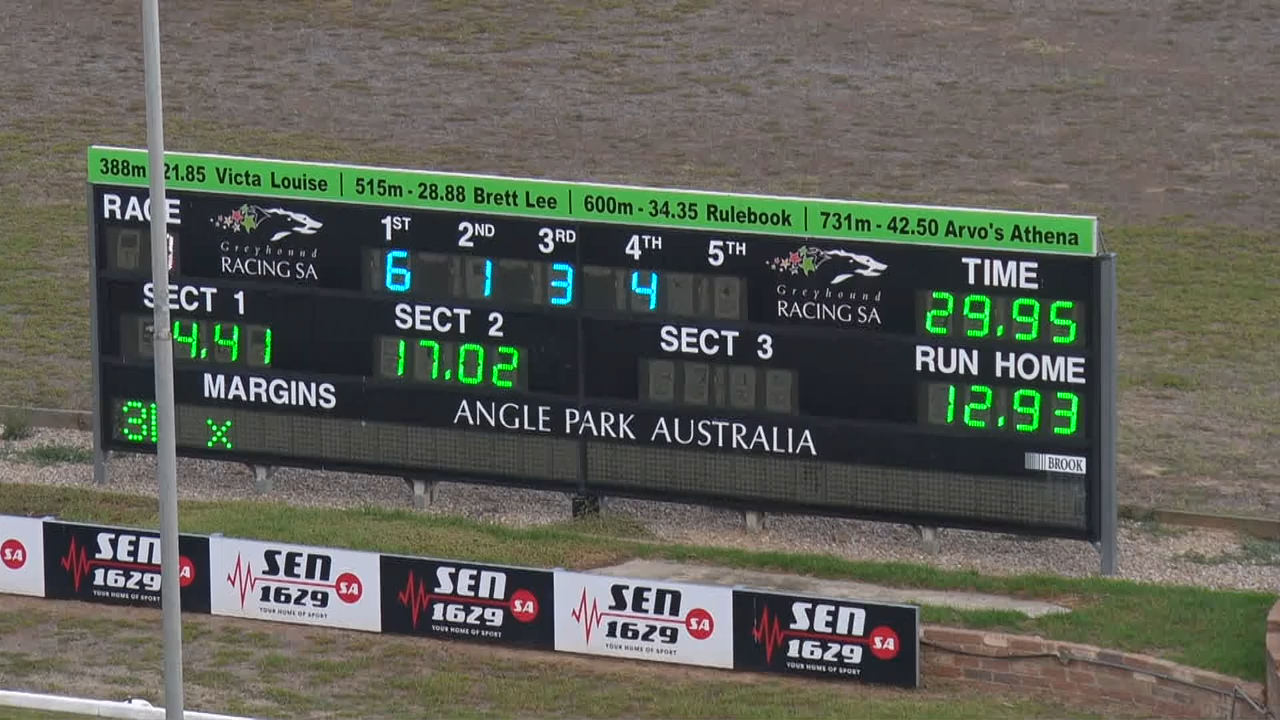 388m 21.85 Victa Louise | 515m - 28.88 Brett Lee | 600m - 34.35 Rulebook | 731m - 42.50 Arvo's Athena
RACE
Greyhound
RACING SA
1ST 2ND 3RD 4TH 5TH
6 1 3 4
Greyhound
RACING SA
TIME
29.95
SECT 1
4.41
SECT 2
17.02
SECT 3
RUN HOME
12.93
MARGINS
x
ANGLE PARK AUSTRALIA
BROOK
SA
SEN
1629 SA
YOUR HOME OF SPORT
SEN
1629 SA
YOUR HOME OF SPORT
SEN
1629 SA
YOUR HOME OF SPORT
SEN
1629 SA
YOUR HOME OF SPORT
SEN
1629 SA
YOUR HOME OF SPORT